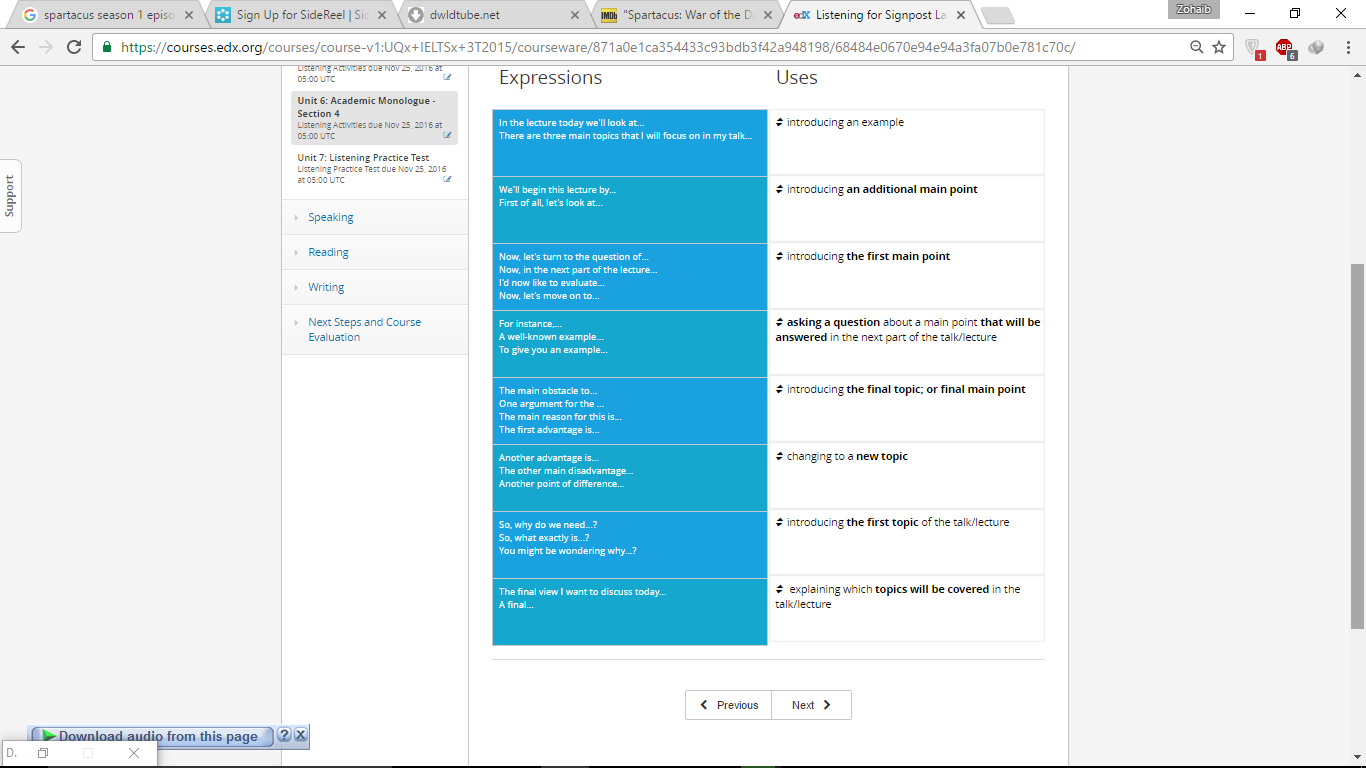 spartacus season 1 episo
Sign Up for SideReel | Si
dwldtube.net
IMDb "Spartacus: War of the D
edX Listening for Signpost La
Zohaib
https://courses.edx.org/courses/course-v1:UQx+IELTSx+3T2015/courseware/871a0e1ca354433c93bdb3f42a948198/68484e0670e94e94a3fa07b0e781c70c/
1
ABP
6
Support
Listening Activities due Nov 25, 2016 at
05:00 UTC
Unit 6: Academic Monologue -
Section 4
Listening Activities due Nov 25, 2016 at
05:00 UTC
Unit 7: Listening Practice Test
Listening Practice Test due Nov 25, 2016
at 05:00 UTC
Speaking
Reading
Writing
Next Steps and Course
Evaluation
Expressions
Uses
In the lecture today we'll look at...
There are three main topics that I will focus on in my talk...
introducing an example
We'll begin this lecture by...
First of all, let's look at...
introducing an additional main point
Now, let's turn to the question of...
Now, in the next part of the lecture...
I'd now like to evaluate...
Now, let's move on to...
introducing the first main point
For instance,...
A well-known example...
To give you an example...
asking a question about a main point that will be
answered in the next part of the talk/lecture
The main obstacle to...
One argument for the ...
The main reason for this is...
The first advantage is...
introducing the final topic; or final main point
Another advantage is...
The other main disadvantage...
Another point of difference...
changing to a new topic
So, why do we need...?
So, what exactly is...?
You might be wondering why...?
introducing the first topic of the talk/lecture
The final view I want to discuss today...
A final...
explaining which topics will be covered in the
talk/lecture
Previous
Next
Download audio from this page
?
X
D.